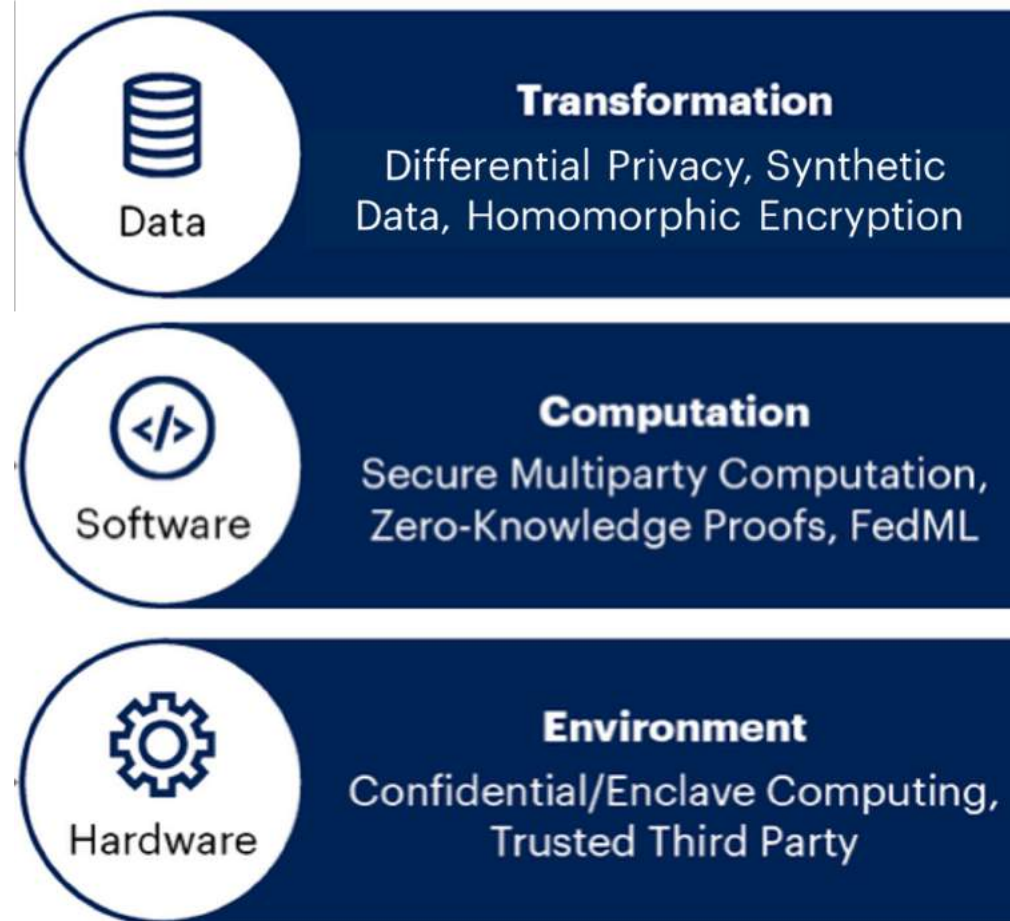 Data
Transformation
Differential Privacy, Synthetic
Data, Homomorphic Encryption
</>
Software
Computation
Secure Multiparty Computation,
Zero-Knowledge Proofs, FedML
Hardware
Environment
Confidential/Enclave Computing,
Trusted Third Party